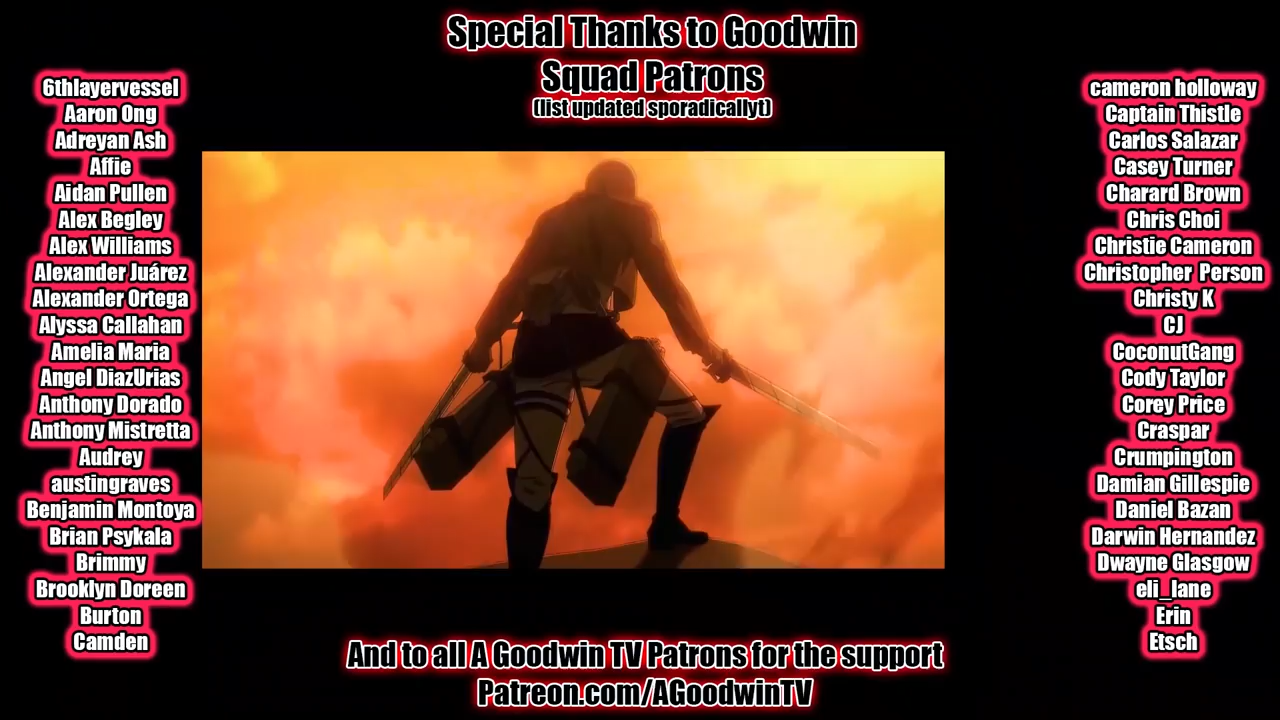 Special Thanks to Goodwin
Squad Patrons
(list updated sporadicallyt)
6thlayervessel
Aaron Ong
Adreyan Ash
Affie
Aidan Pullen
Alex Begley
Alex Williams
Alexander Juárez
Alexander Ortega
Alyssa Callahan
Amelia Maria
Angel DiazUrias
Anthony Dorado
Anthony Mistretta
Audrey
austingraves
Benjamin Montoya
Brian Psykala
Brimmy
Brooklyn Doreen
Burton
Camden
cameron holloway
Captain Thistle
Carlos Salazar
Casey Turner
Charard Brown
Chris Choi
Christie Cameron
Christopher  Person
Christy K
CJ
CoconutGang
Cody Taylor
Corey Price
Craspar
Crumpington
Damian Gillespie
Daniel Bazan
Darwin Hernandez
Dwayne Glasgow
eli_lane
Erin
Etsch
And to all A Goodwin TV Patrons for the support
Patreon.com/AGoodwinTV